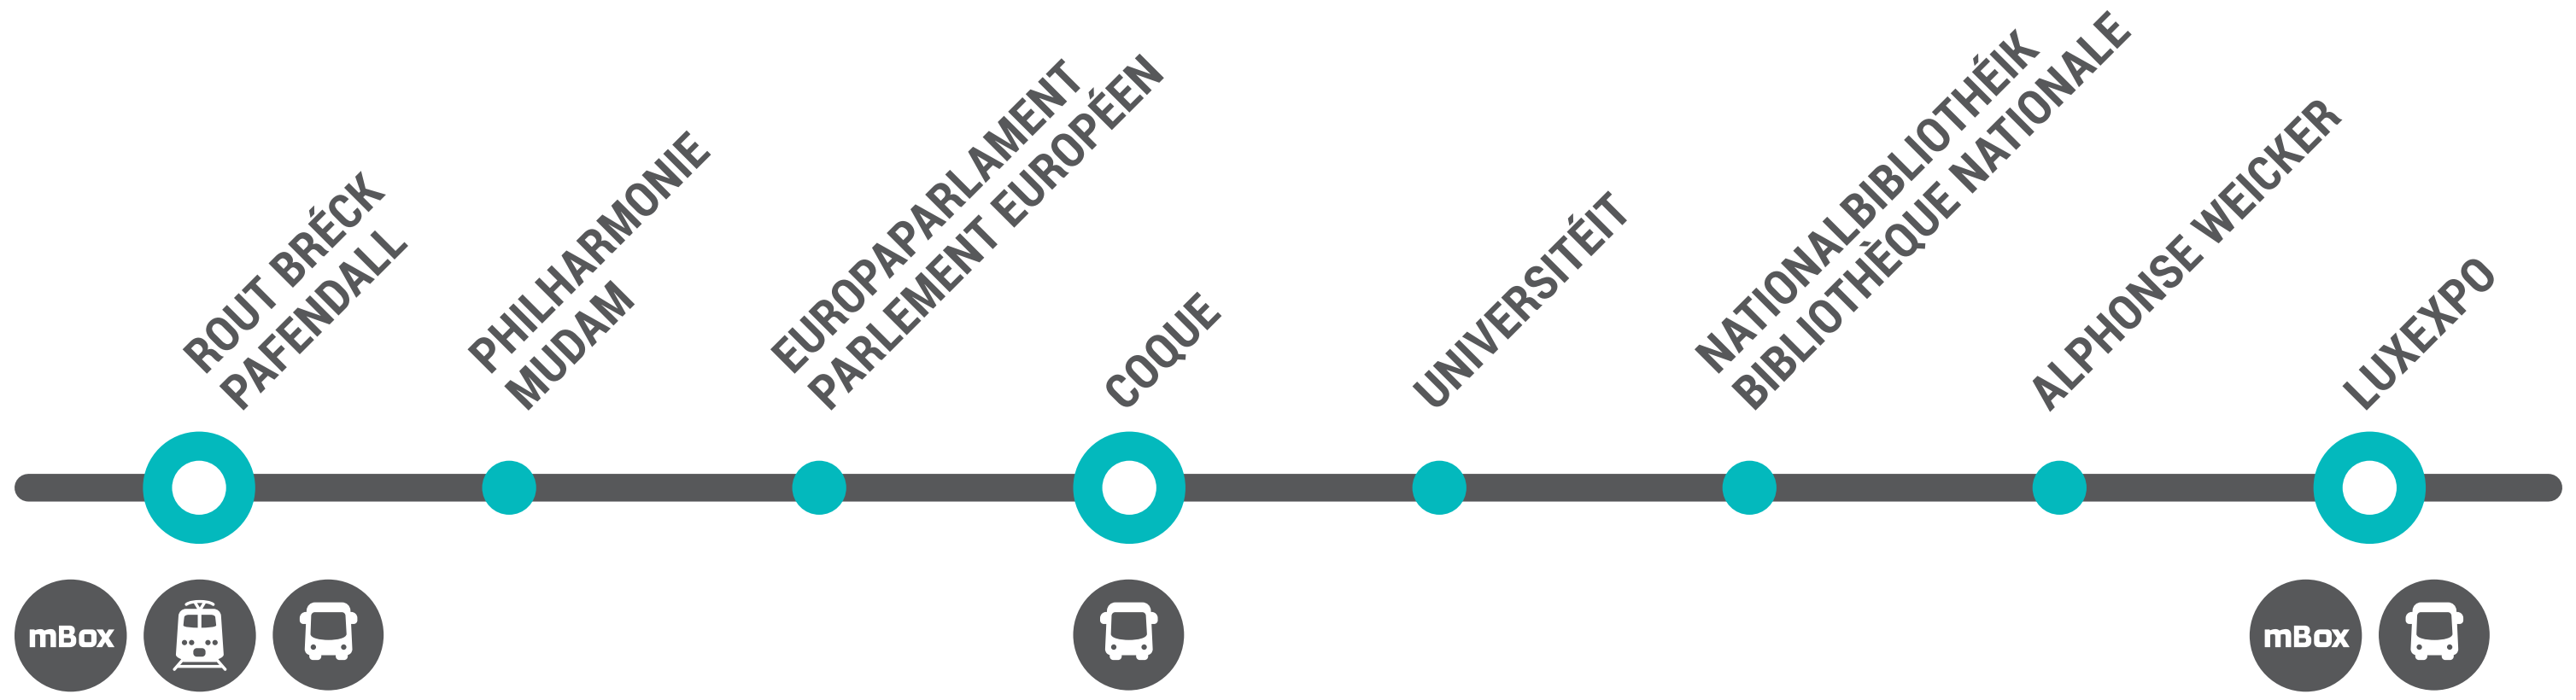 ROUT BRÉCK
PAFENDALL
PHILHARMONIE
MUDAM
EUROPAPARLAMENT
PARLEMENT EUROPÉEN
COQUE
UNIVERSITÉIT
NATIONALBIBLIOTHÉIK
BIBLIOTHÈQUE NATIONALE
ALPHONSE WEICKER
LUXEXPO
mBox
mBox